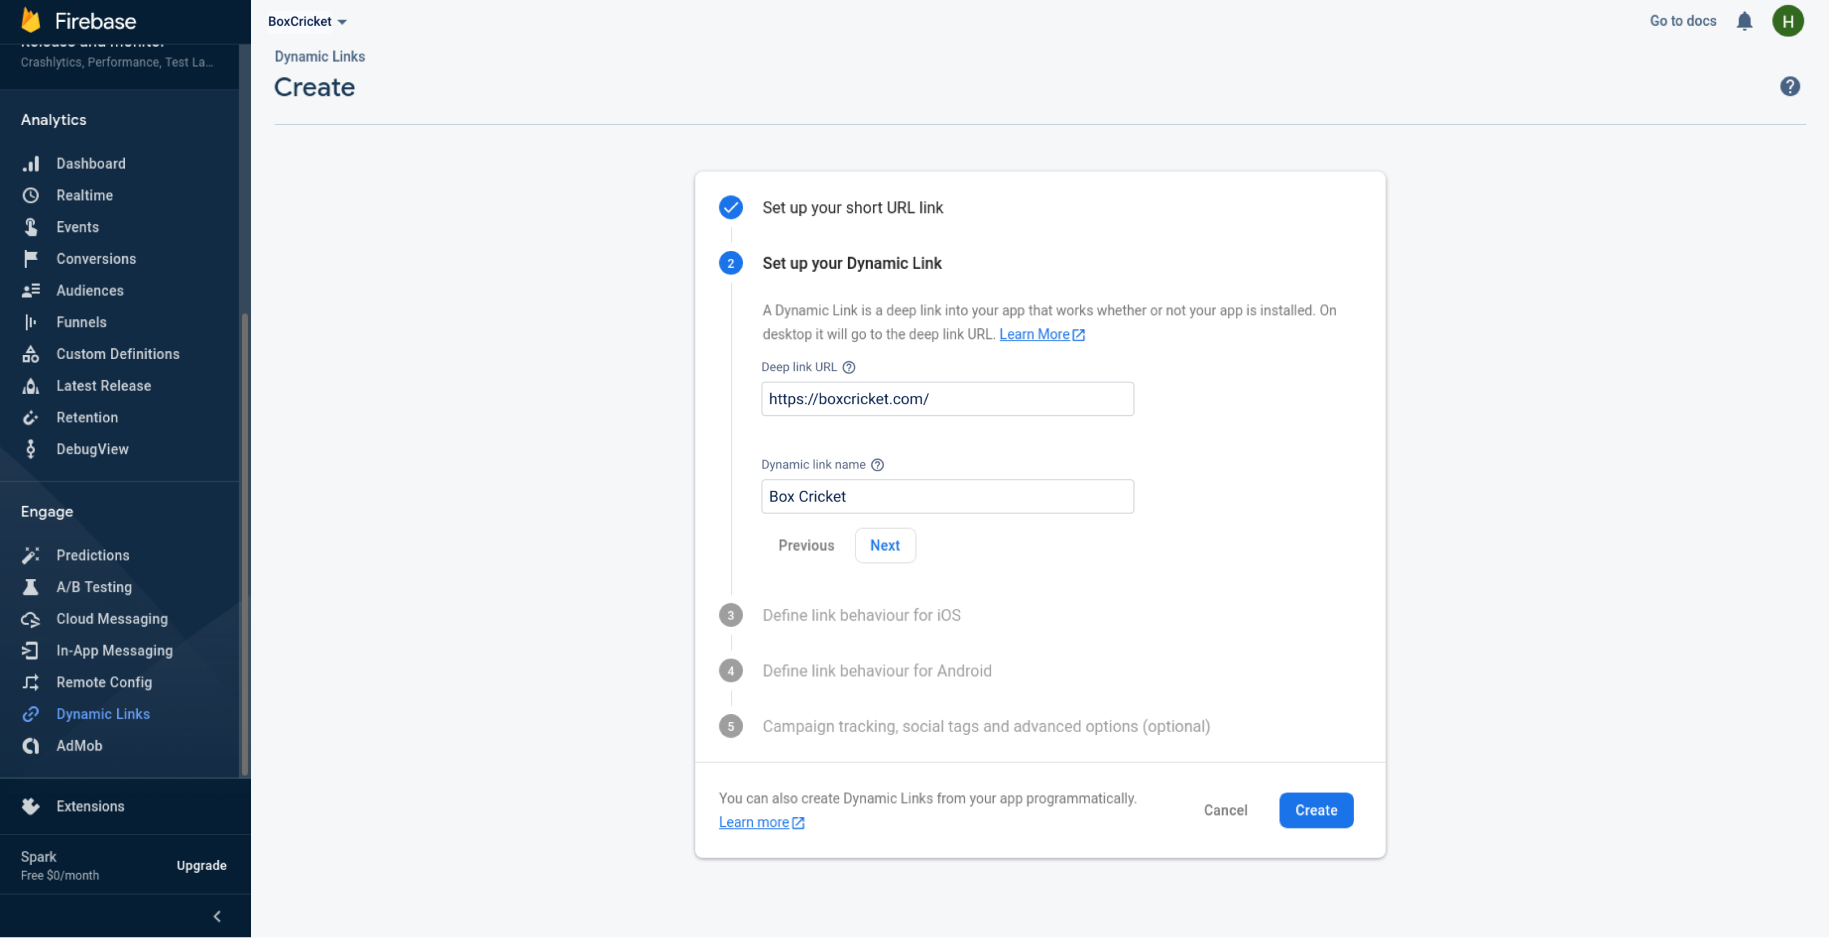 Firebase
Release and monitor
Crashlytics, Performance, Test La...
Analytics
Dashboard
Realtime
Events
Conversions
Audiences
Funnels
Custom Definitions
Latest Release
Retention
DebugView
Engage
Predictions
A/B Testing
Cloud Messaging
In-App Messaging
Remote Config
Dynamic Links
AdMob
Extensions
Spark
Free $0/month
Upgrade
BoxCricket
Go to docs
H
Dynamic Links
Create
Set up your short URL link
2 Set up your Dynamic Link
A Dynamic Link is a deep link into your app that works whether or not your app is installed. On
desktop it will go to the deep link URL. Learn More
Deep link URL
https://boxcricket.com/
Dynamic link name
Box Cricket
Previous Next
3 Define link behaviour for iOS
4 Define link behaviour for Android
5 Campaign tracking, social tags and advanced options (optional)
You can also create Dynamic Links from your app programmatically.
Learn more
Cancel Create